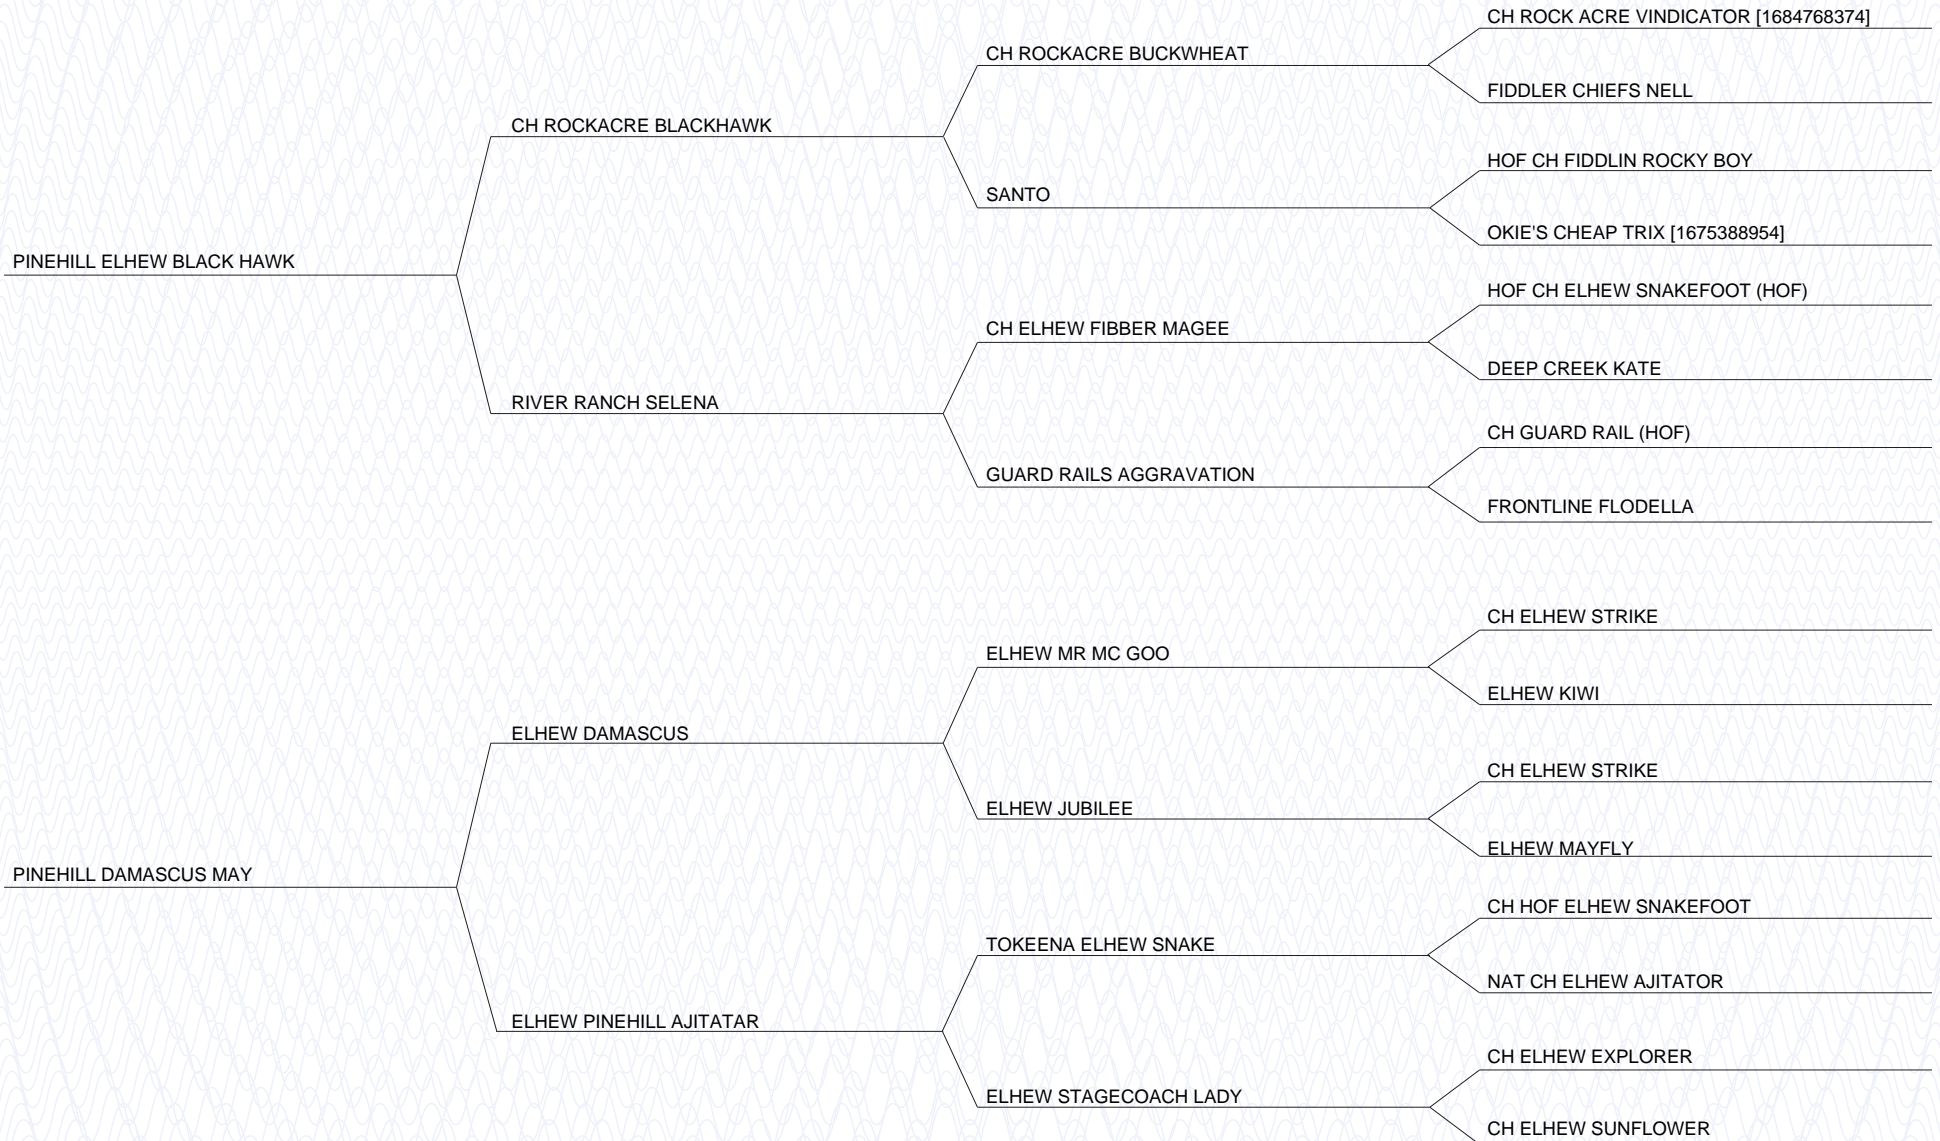 CH ROCK ACRE VINDICATOR [1684768374]
CH ROCKACRE BUCKWHEAT
FIDDLER CHIEFS NELL
CH ROCKACRE BLACKHAWK
HOF CH FIDDLIN ROCKY BOY
SANTO
OKIE'S CHEAP TRIX [1675388954]
PINEHILL ELHEW BLACK HAWK
HOF CH ELHEW SNAKEFOOT (HOF)
CH ELHEW FIBBER MAGEE
DEEP CREEK KATE
RIVER RANCH SELENA
CH GUARD RAIL (HOF)
GUARD RAILS AGGRAVATION
FRONTLINE FLODELLA
CH ELHEW STRIKE
ELHEW MR MC GOO
ELHEW KIWI
ELHEW DAMASCUS
CH ELHEW STRIKE
ELHEW JUBILEE
ELHEW MAYFLY
PINEHILL DAMASCUS MAY
CH HOF ELHEW SNAKEFOOT
TOKEENA ELHEW SNAKE
NAT CH ELHEW AJITATOR
ELHEW PINEHILL AJITATAR
CH ELHEW EXPLORER
ELHEW STAGECOACH LADY
CH ELHEW SUNFLOWER